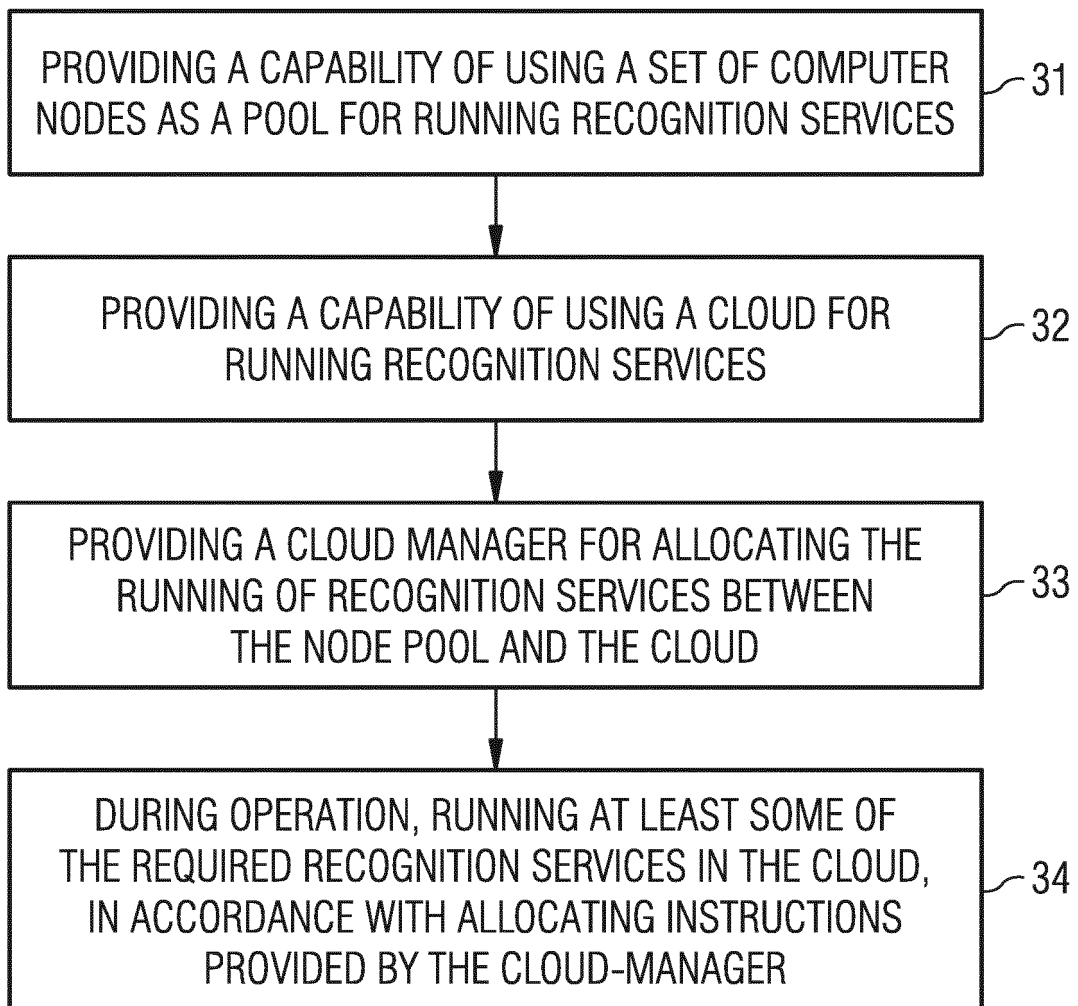 PROVIDING A CAPABILITY OF USING A SET OF COMPUTER
NODES AS A POOL FOR RUNNING RECOGNITION SERVICES
31
PROVIDING A CAPABILITY OF USING A CLOUD FOR
RUNNING RECOGNITION SERVICES
32
PROVIDING A CLOUD MANAGER FOR ALLOCATING THE
RUNNING OF RECOGNITION SERVICES BETWEEN
THE NODE POOL AND THE CLOUD
33
DURING OPERATION, RUNNING AT LEAST SOME OF
THE REQUIRED RECOGNITION SERVICES IN THE CLOUD,
IN ACCORDANCE WITH ALLOCATING INSTRUCTIONS
PROVIDED BY THE CLOUD-MANAGER
34